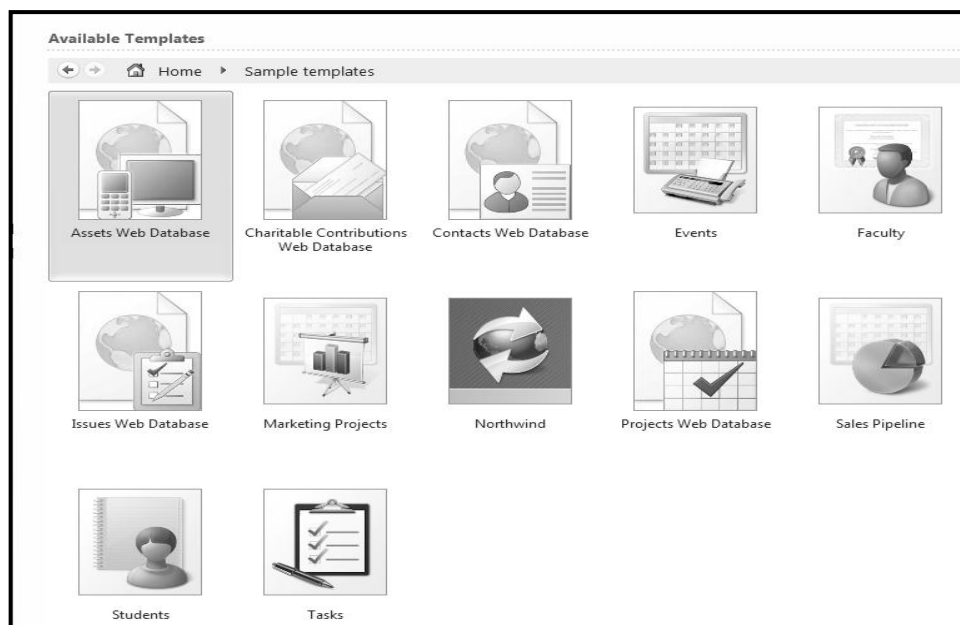 Available Templates
Home
Sample templates
Assets Web Database
Charitable Contributions
Web Database
Contacts Web Database
Events
Faculty
Issues Web Database
Marketing Projects
Northwind
Projects Web Database
Sales Pipeline
Students
Tasks